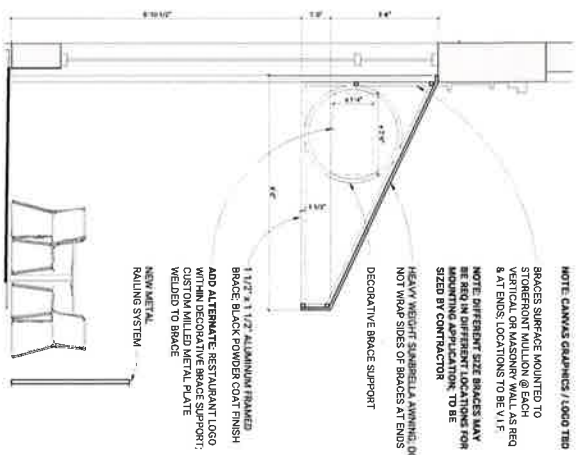 NOTE: CANVAS GRAPHICS / LOGO TBD
BRACES SURFACE MOUNTED TO
STOREFRONT MULLION @ EACH
VERTICAL OR MASONRY WALL AS REQ
& AT ENDS; LOCATIONS TO BE V.I.F.
NOTE: DIFFERENT SIZE BRACES MAY
BE REQ IN DIFFERENT LOCATIONS FOR
MOUNTING APPLICATION; TO BE
SIZED BY CONTRACTOR
HEAVY WEIGHT SUNBRELLA AWNING; DO
NOT WRAP SIDES OF BRACES AT ENDS
DECORATIVE BRACE SUPPORT
1 1/2" x 1 1/2" ALUMINUM FRAMED
BRACE; BLACK POWDER COAT FINISH
ADD ALTERNATE: RESTAURANT LOGO
WITHIN DECORATIVE BRACE SUPPORT;
CUSTOM MILLED METAL PLATE
WELDED TO BRACE
NEW METAL
RAILING SYSTEM
1 1/2"